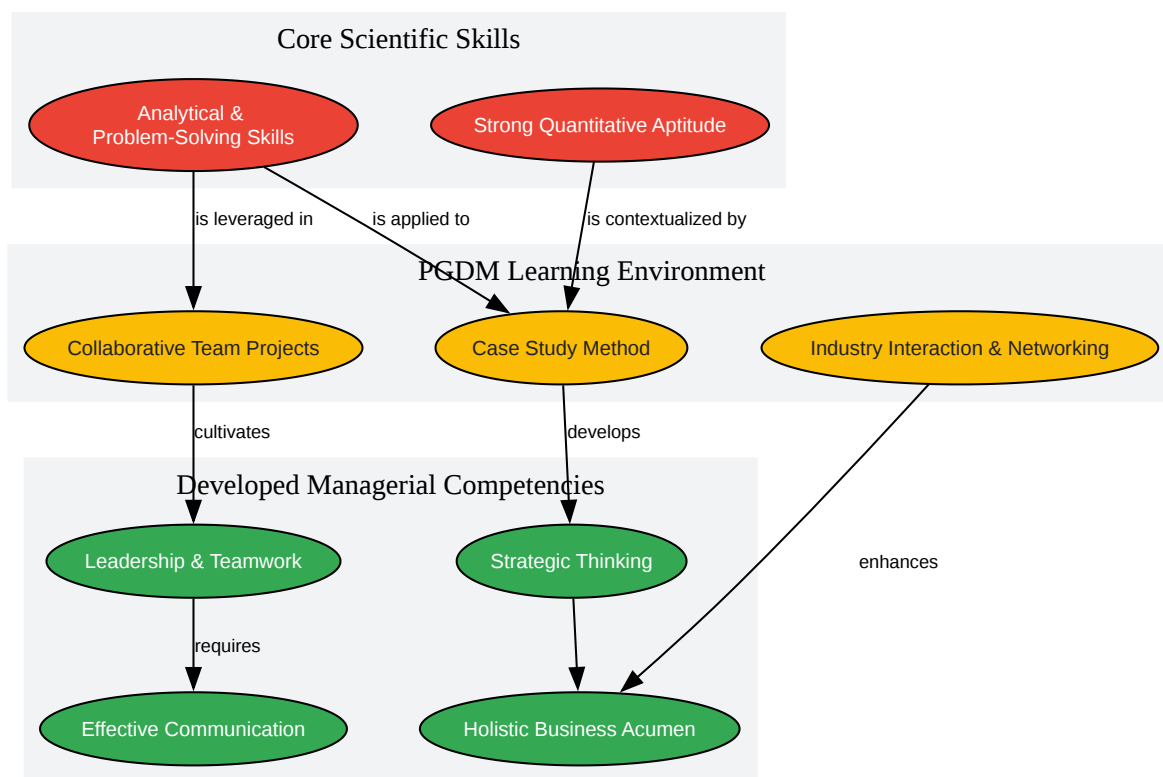 Core Scientific Skills
Analytical &
Problem-Solving Skills
Strong Quantitative Aptitude
is leveraged in
is applied to
is contextualized by
PGDM Learning Environment
Collaborative Team Projects
Case Study Method
Industry Interaction & Networking
cultivates
develops
Developed Managerial Competencies
Leadership & Teamwork
Strategic Thinking
enhances
requires
Effective Communication
Holistic Business Acumen